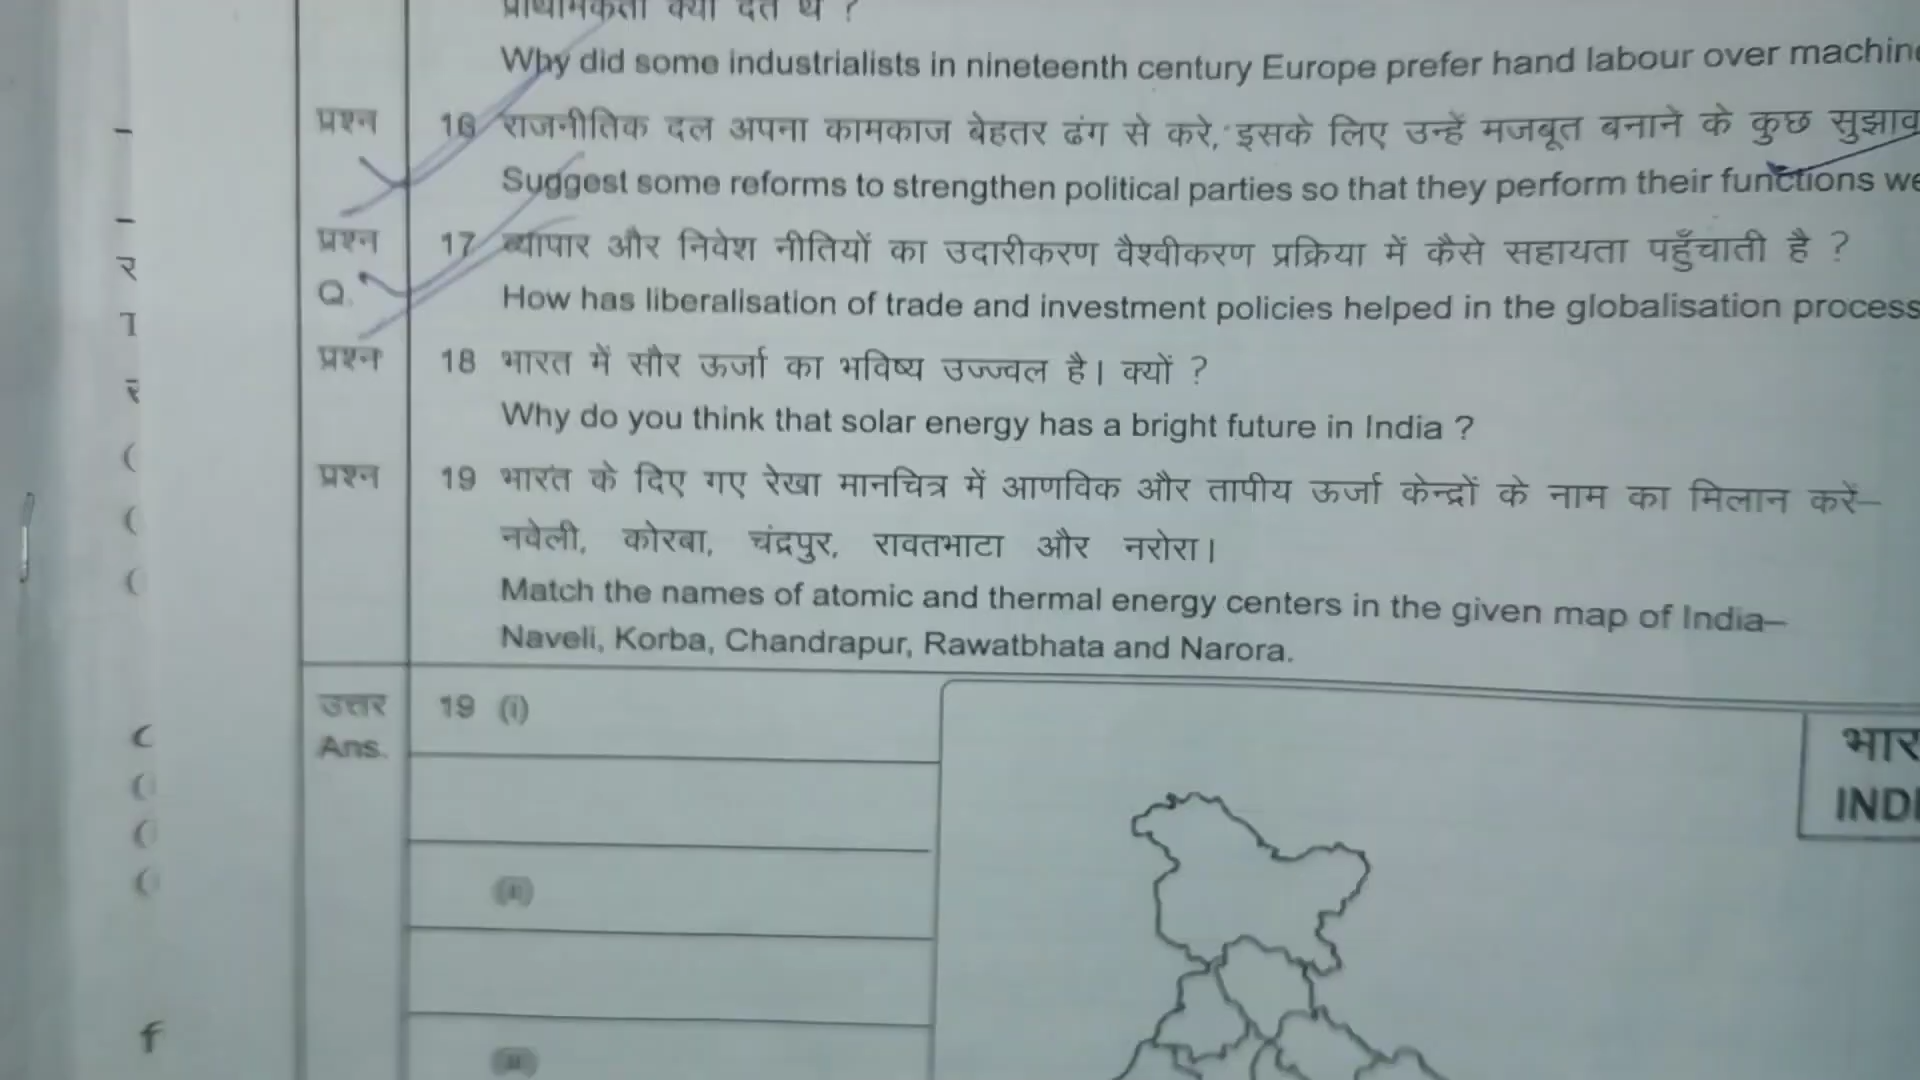 प्राथमिकता क्यों देते थे ?
Why did some industrialists in nineteenth century Europe prefer hand labour over machine
प्रश्न 16 राजनीतिक दल अपना कामकाज बेहतर ढंग से करे, इसके लिए उन्हें मजबूत बनाने के कुछ सुझाव
Suggest some reforms to strengthen political parties so that they perform their functions we
प्रश्न 17 व्यापार और निवेश नीतियों का उदारीकरण वैश्वीकरण प्रक्रिया में कैसे सहायता पहुँचाती है ?
Q. How has liberalisation of trade and investment policies helped in the globalisation process
प्रश्न 18 भारत में सौर ऊर्जा का भविष्य उज्ज्वल है। क्यों ?
Why do you think that solar energy has a bright future in India ?
प्रश्न 19 भारत के दिए गए रेखा मानचित्र में आणविक और तापीय ऊर्जा केन्द्रों के नाम का मिलान करें–
नवेली, कोरबा, चंद्रपुर, रावतभाटा और नरोरा।
Match the names of atomic and thermal energy centers in the given map of India–
Naveli, Korba, Chandrapur, Rawatbhata and Narora.
उत्तर 19 (i)
Ans.
भार
INDI
(ii)
(iii)